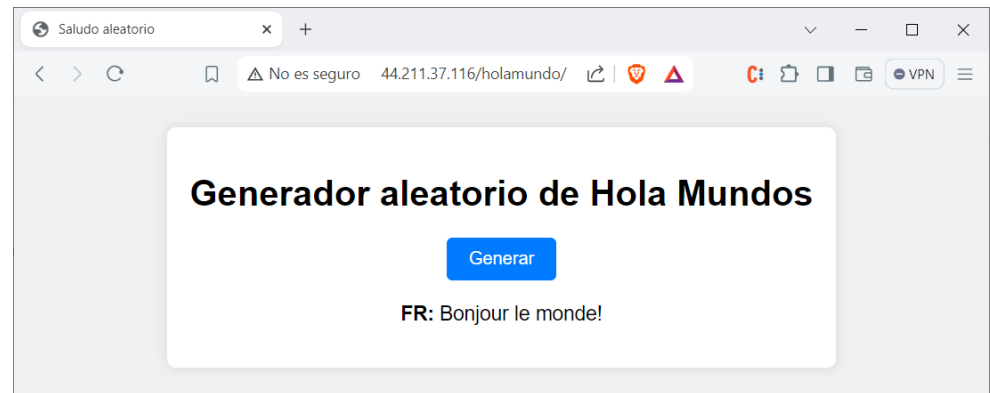 Saludo aleatorio
No es seguro 44.211.37.116/holamundo/ VPN
Generador aleatorio de Hola Mundos
Generar
FR: Bonjour le monde!